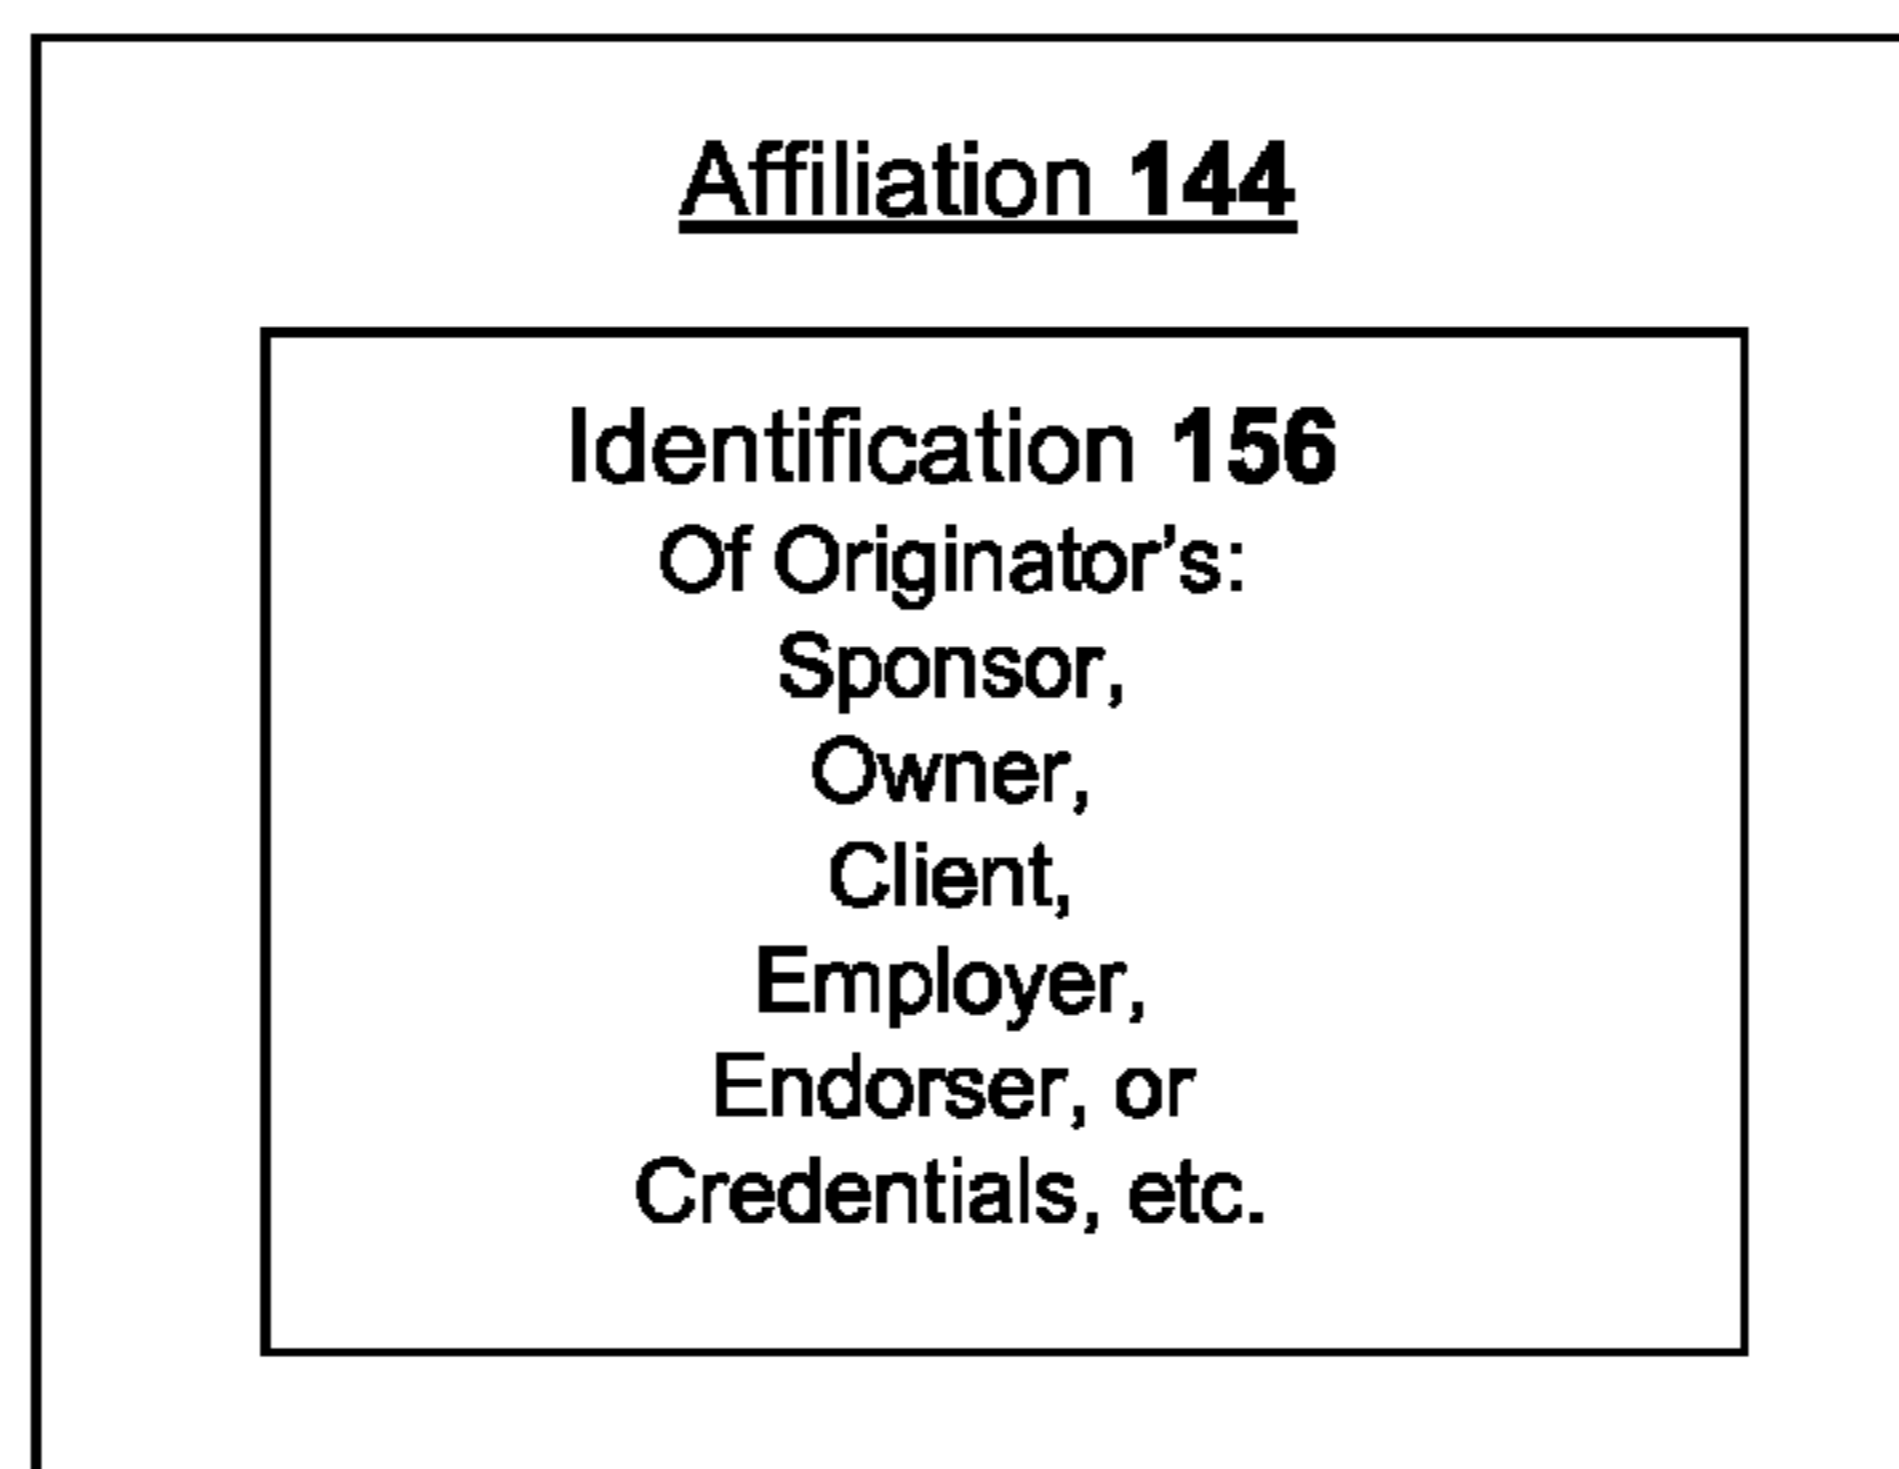 Affiliation 144
Identification 156
Of Originator’s:
Sponsor,
Owner,
Client,
Employer,
Endorser, or
Credentials, etc.